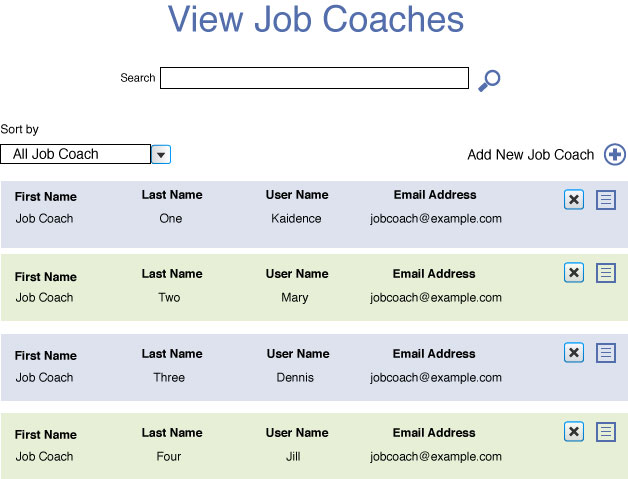 View Job Coaches
Search
Sort by
All Job Coach
Add New Job Coach
First Name Last Name User Name Email Address
Job Coach One Kaidence jobcoach@example.com
First Name Last Name User Name Email Address
Job Coach Two Mary jobcoach@example.com
First Name Last Name User Name Email Address
Job Coach Three Dennis jobcoach@example.com
First Name Last Name User Name Email Address
Job Coach Four Jill jobcoach@example.com